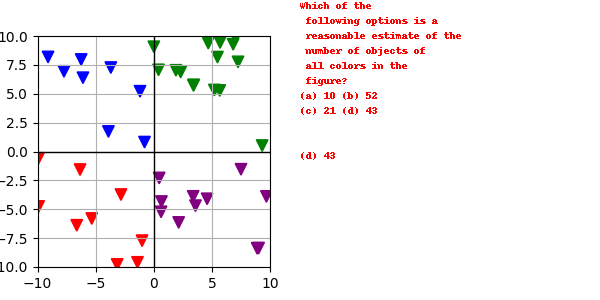 Which of the
following options is a
reasonable estimate of the
number of objects of
all colors in the
figure?
(a) 10 (b) 52
(c) 21 (d) 43
(d) 43
10.0
7.5
5.0
2.5
0.0
−2.5
−5.0
−7.5
10.0
−10 −5 0 5 10